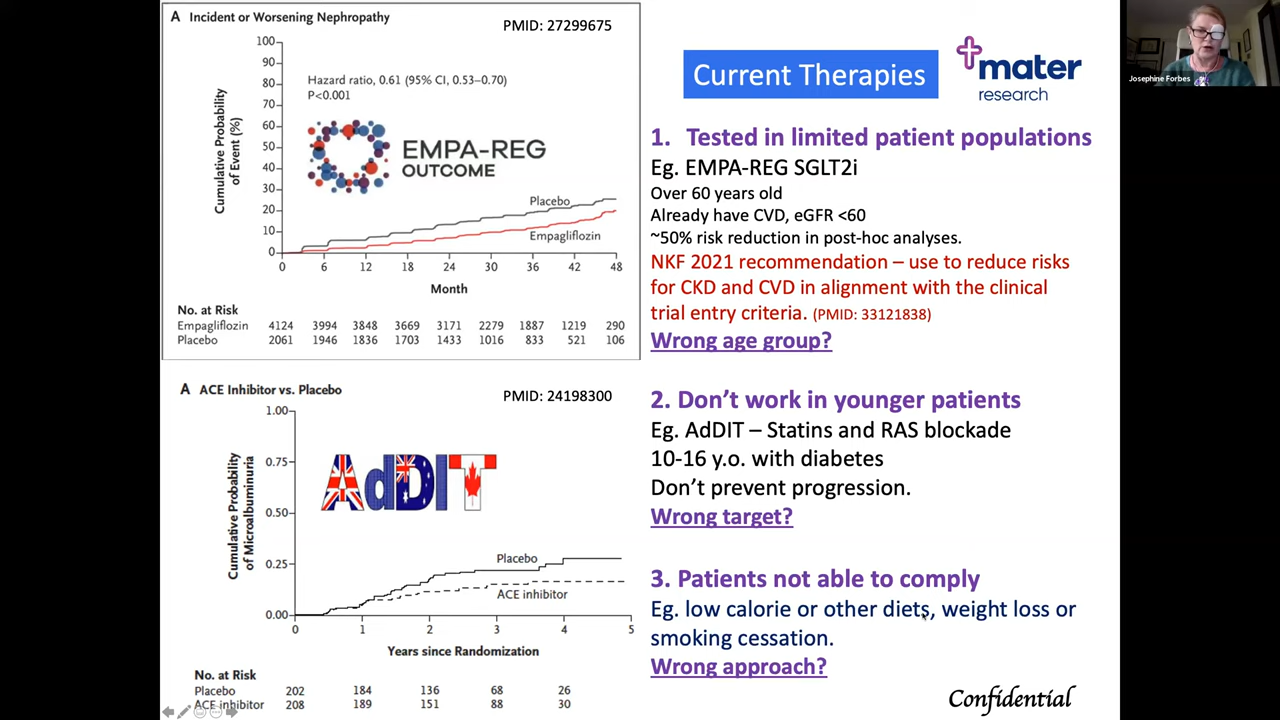 A Incident or Worsening Nephropathy
PMID: 27299675
Cumulative Probability
of Event (%)
100
90
80
70
60
50
40
30
20
10
0
Hazard ratio, 0.61 (95% CI, 0.53–0.70)
P<0.001
EMPA-REG
OUTCOME
Placebo
Empagliflozin
0 6 12 18 24 30 36 42 48
Month
No. at Risk
Empagliflozin 4124 3994 3848 3669 3171 2279 1887 1219 290
Placebo 2061 1946 1836 1703 1433 1016 833 521 106
A ACE Inhibitor vs. Placebo
PMID: 24198300
Cumulative Probability
of Microalbuminuria
1.00
0.75
0.50
0.25
0.00
AdDIT
Placebo
ACE inhibitor
0 1 2 3 4 5
Years since Randomization
No. at Risk
Placebo 202 184 136 68 26
ACE inhibitor 208 189 151 88 30
Current Therapies
mater
research
1. Tested in limited patient populations
Eg. EMPA-REG SGLT2i
Over 60 years old
Already have CVD, eGFR <60
~50% risk reduction in post-hoc analyses.
NKF 2021 recommendation – use to reduce risks
for CKD and CVD in alignment with the clinical
trial entry criteria. (PMID: 33121838)
Wrong age group?
2. Don't work in younger patients
Eg. AdDIT – Statins and RAS blockade
10-16 y.o. with diabetes
Don't prevent progression.
Wrong target?
3. Patients not able to comply
Eg. low calorie or other diets, weight loss or
smoking cessation.
Wrong approach?
Confidential
Josephine Forbes